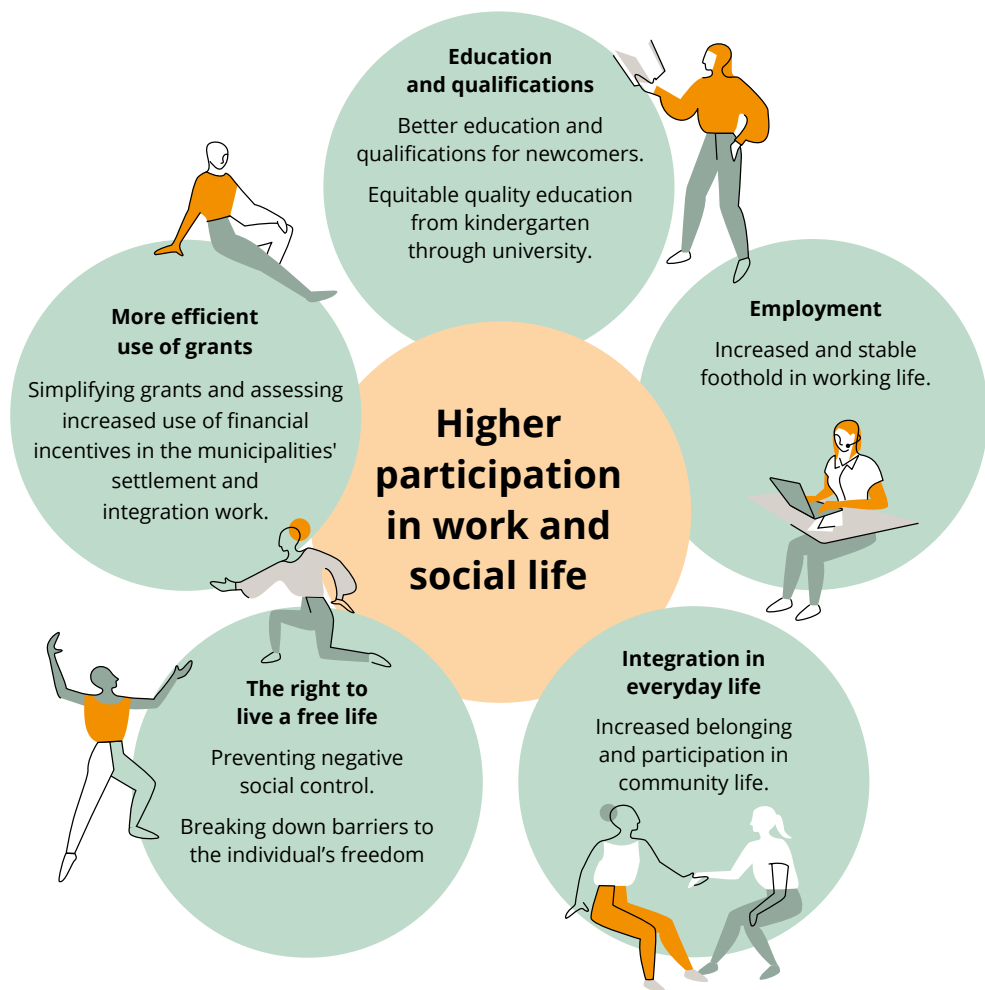 Education
and qualifications
Better education and
qualifications for newcomers.
Equitable quality education
from kindergarten
through university.
Employment
Increased and stable
foothold in working life.
Integration in
everyday life
Increased belonging
and participation in
community life.
The right to
live a free life
Preventing negative
social control.
Breaking down barriers to
the individual’s freedom
More efficient
use of grants
Simplifying grants and assessing
increased use of financial
incentives in the municipalities'
settlement and
integration work.
Higher
participation
in work and
social life